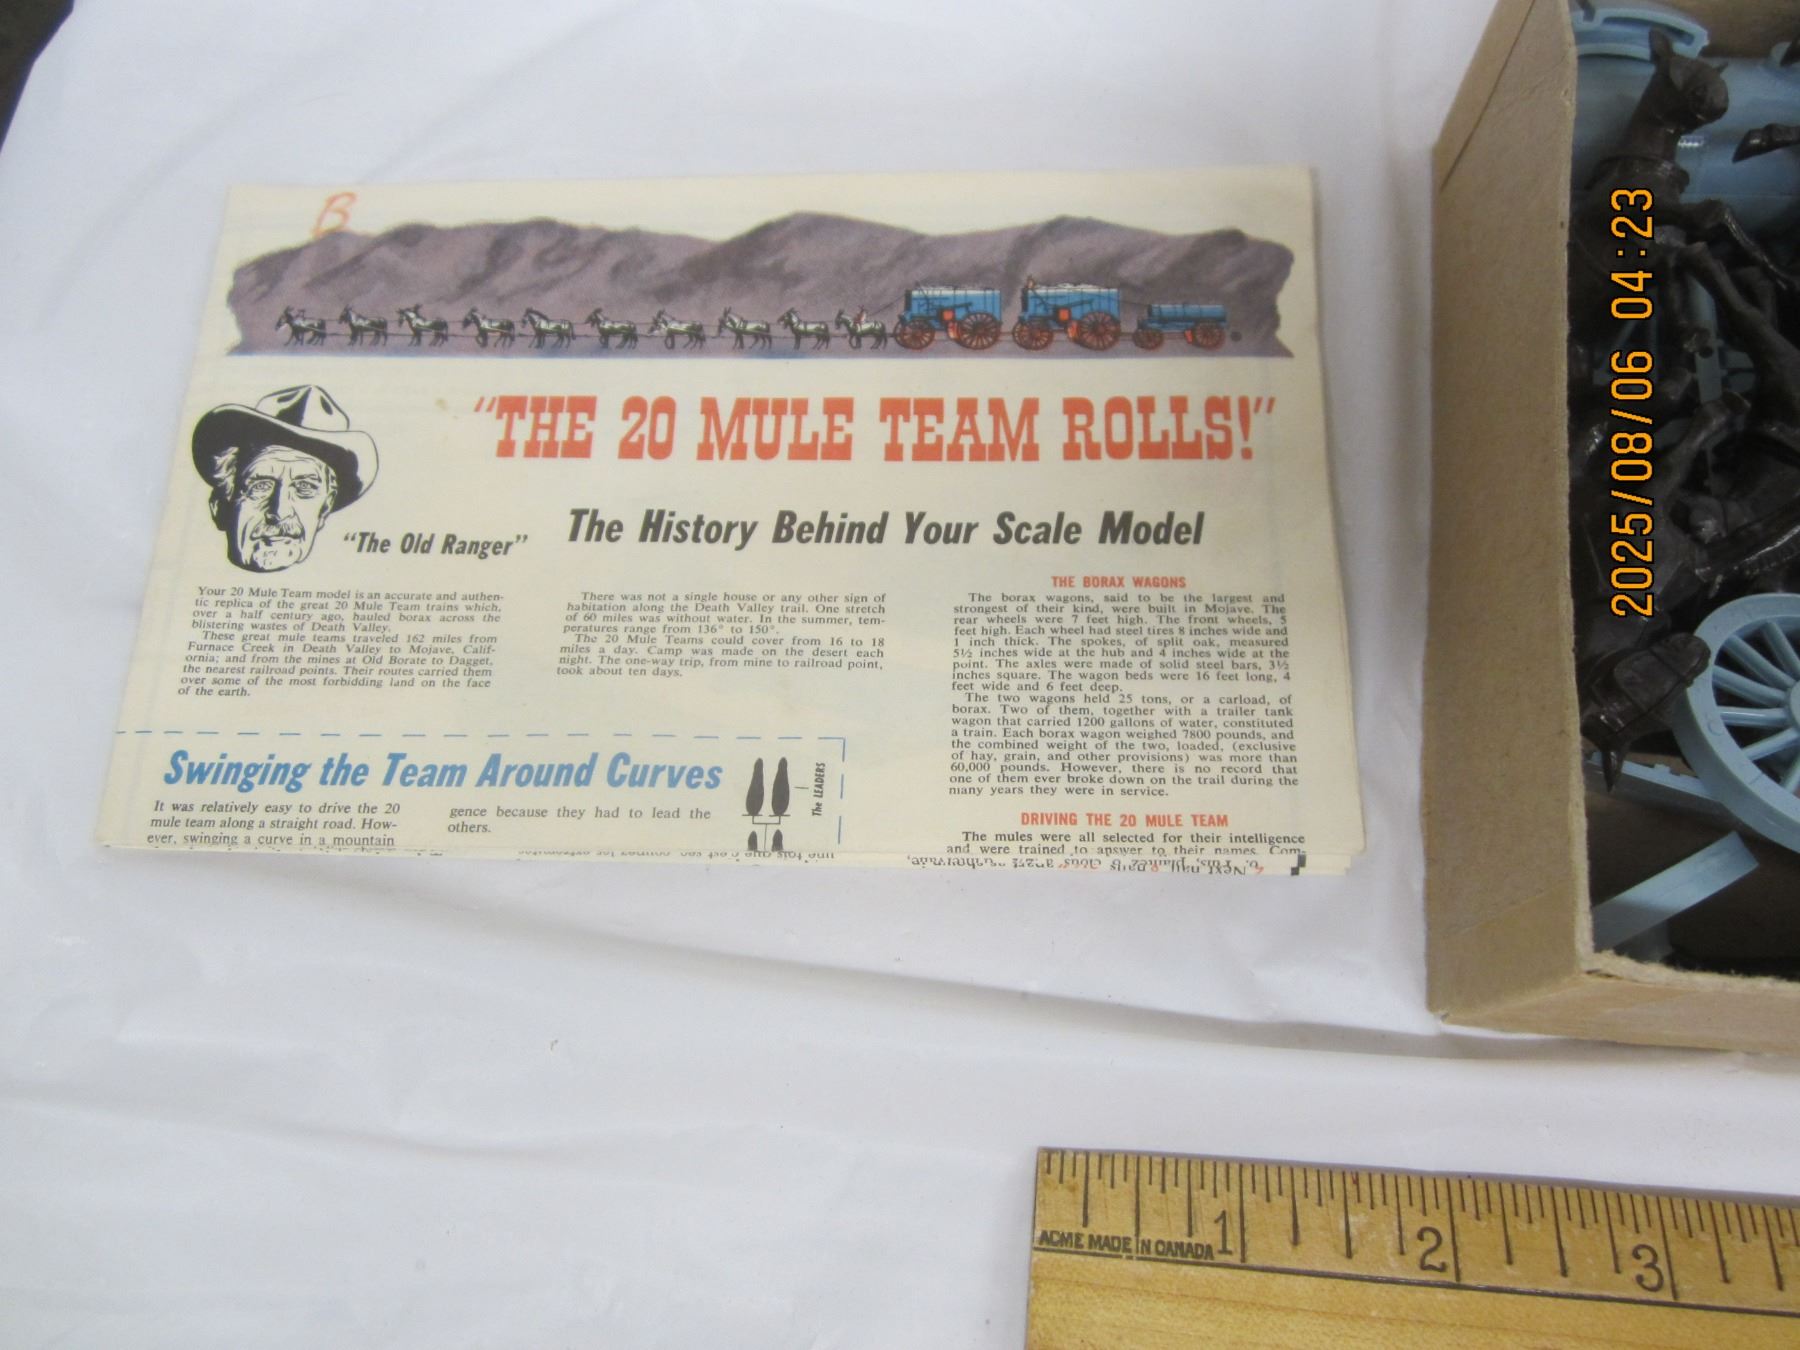 B
"THE 20 MULE TEAM ROLLS!"
"The Old Ranger"
The History Behind Your Scale Model
Your 20 Mule Team model is an accurate and authen-
tic replica of the great 20 Mule Team trains which,
over a half century ago, hauled borax across the
blistering wastes of Death Valley.
These great mule teams traveled 162 miles from
Furnace Creek in Death Valley to Mojave, Calif-
ornia; and from the mines at Old Borate to Dagget,
the nearest railroad points. Their routes carried them
over some of the most forbidding land on the face
of the earth.
There was not a single house or any other sign of
habitation along the Death Valley trail. One stretch
of 60 miles was without water. In the summer, tem-
peratures range from 136° to 150°.
The 20 Mule Teams could cover from 16 to 18
miles a day. Camp was made on the desert each
night. The one-way trip, from mine to railroad point,
took about ten days.
THE BORAX WAGONS
The borax wagons, said to be the largest and
strongest of their kind, were built in Mojave. The
rear wheels were 7 feet high. The front wheels, 5
feet high. Each wheel had steel tires 8 inches wide and
1 inch thick. The spokes, of split oak, measured
5½ inches wide at the hub and 4 inches wide at the
point. The axles were made of solid steel bars, 3½
inches square. The wagon beds were 16 feet long, 4
feet wide and 6 feet deep.
The two wagons held 25 tons, or a carload, of
borax. Two of them, together with a trailer tank
wagon that carried 1200 gallons of water, constituted
a train. Each borax wagon weighed 7800 pounds, and
the combined weight of the two, loaded, (exclusive
of hay, grain, and other provisions) was more than
60,000 pounds. However, there is no record that
one of them ever broke down on the trail during the
many years they were in service.
DRIVING THE 20 MULE TEAM
The mules were all selected for their intelligence
and were trained to answer to their names. Com-
Swinging the Team Around Curves
It was relatively easy to drive the 20
mule team along a straight road. How-
ever, swinging a curve in a mountain
gence because they had to lead the
others.
The LEADERS
2025/08/06 04:23
1 2 3
ACME MADE IN CANADA